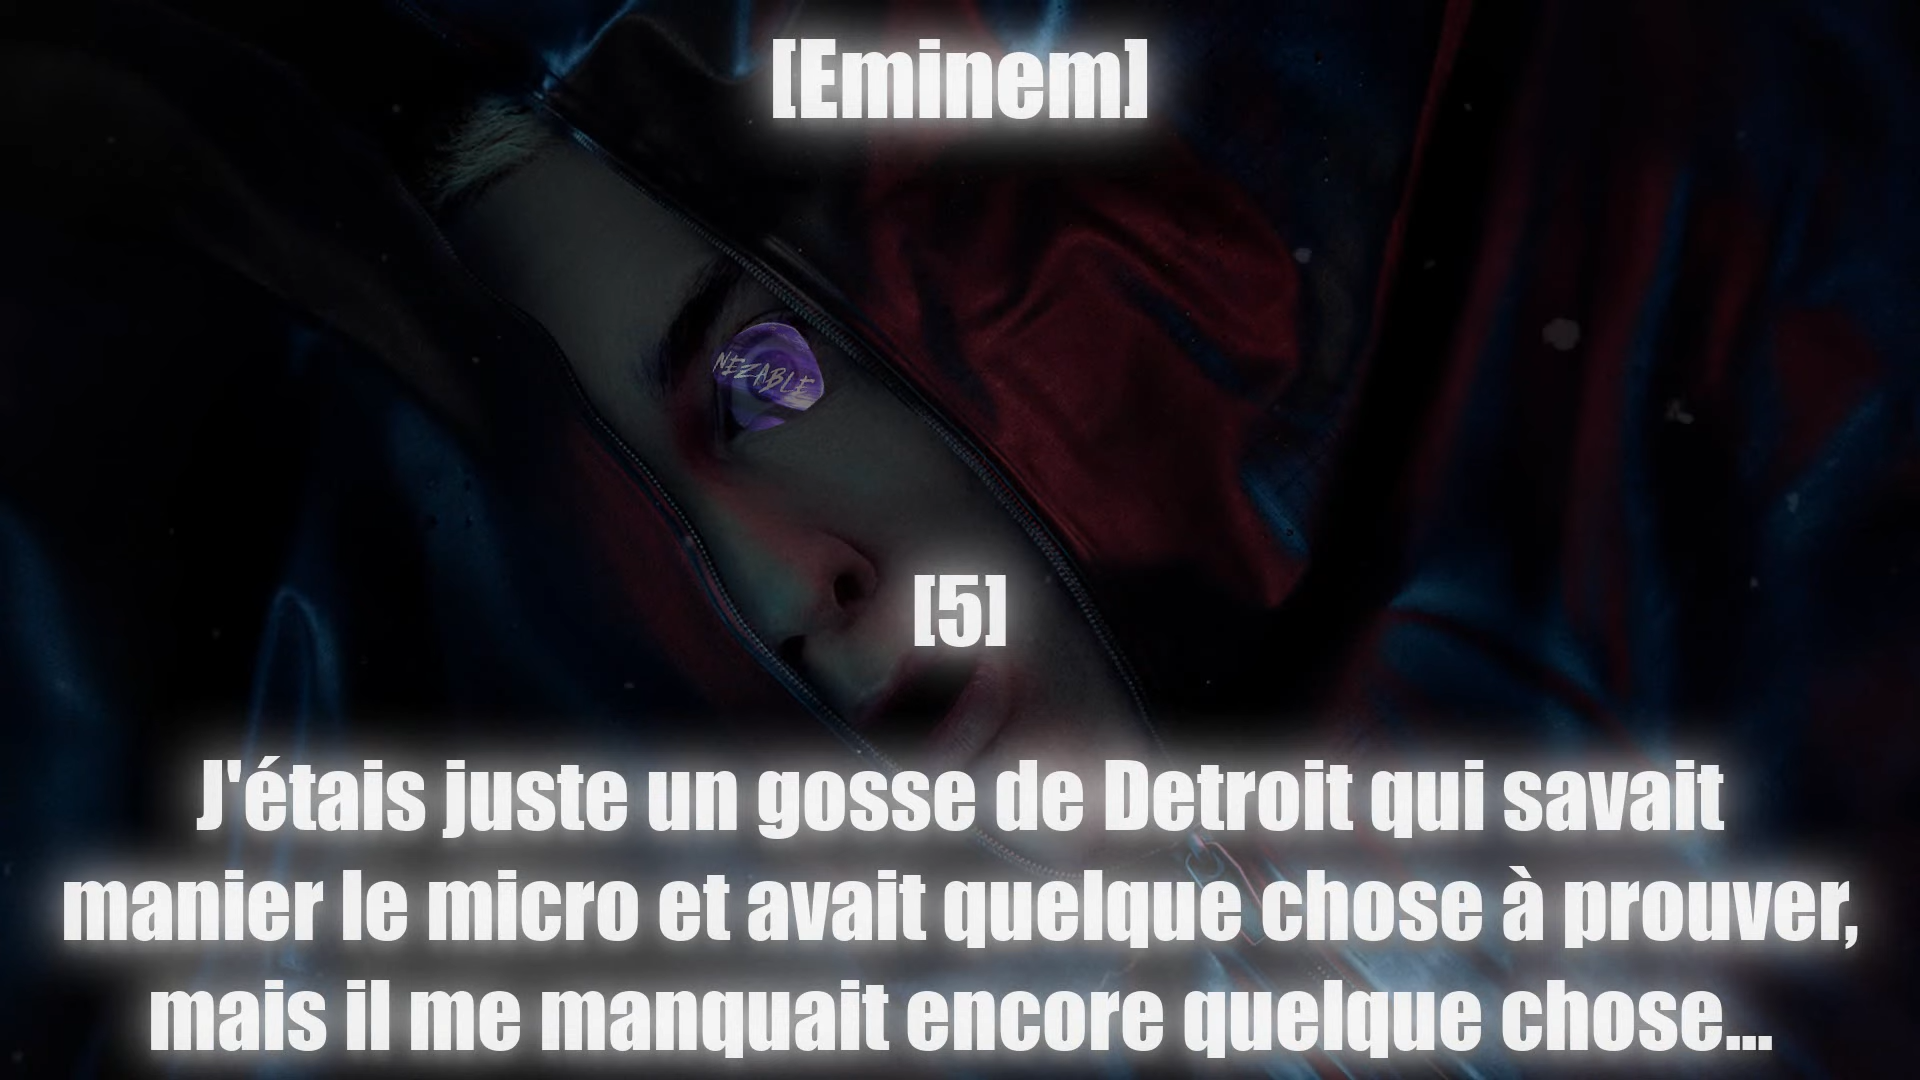 [Eminem]
NEZABLE
[5]
J'étais juste un gosse de Detroit qui savait
manier le micro et avait quelque chose à prouver,
mais il me manquait encore quelque chose...